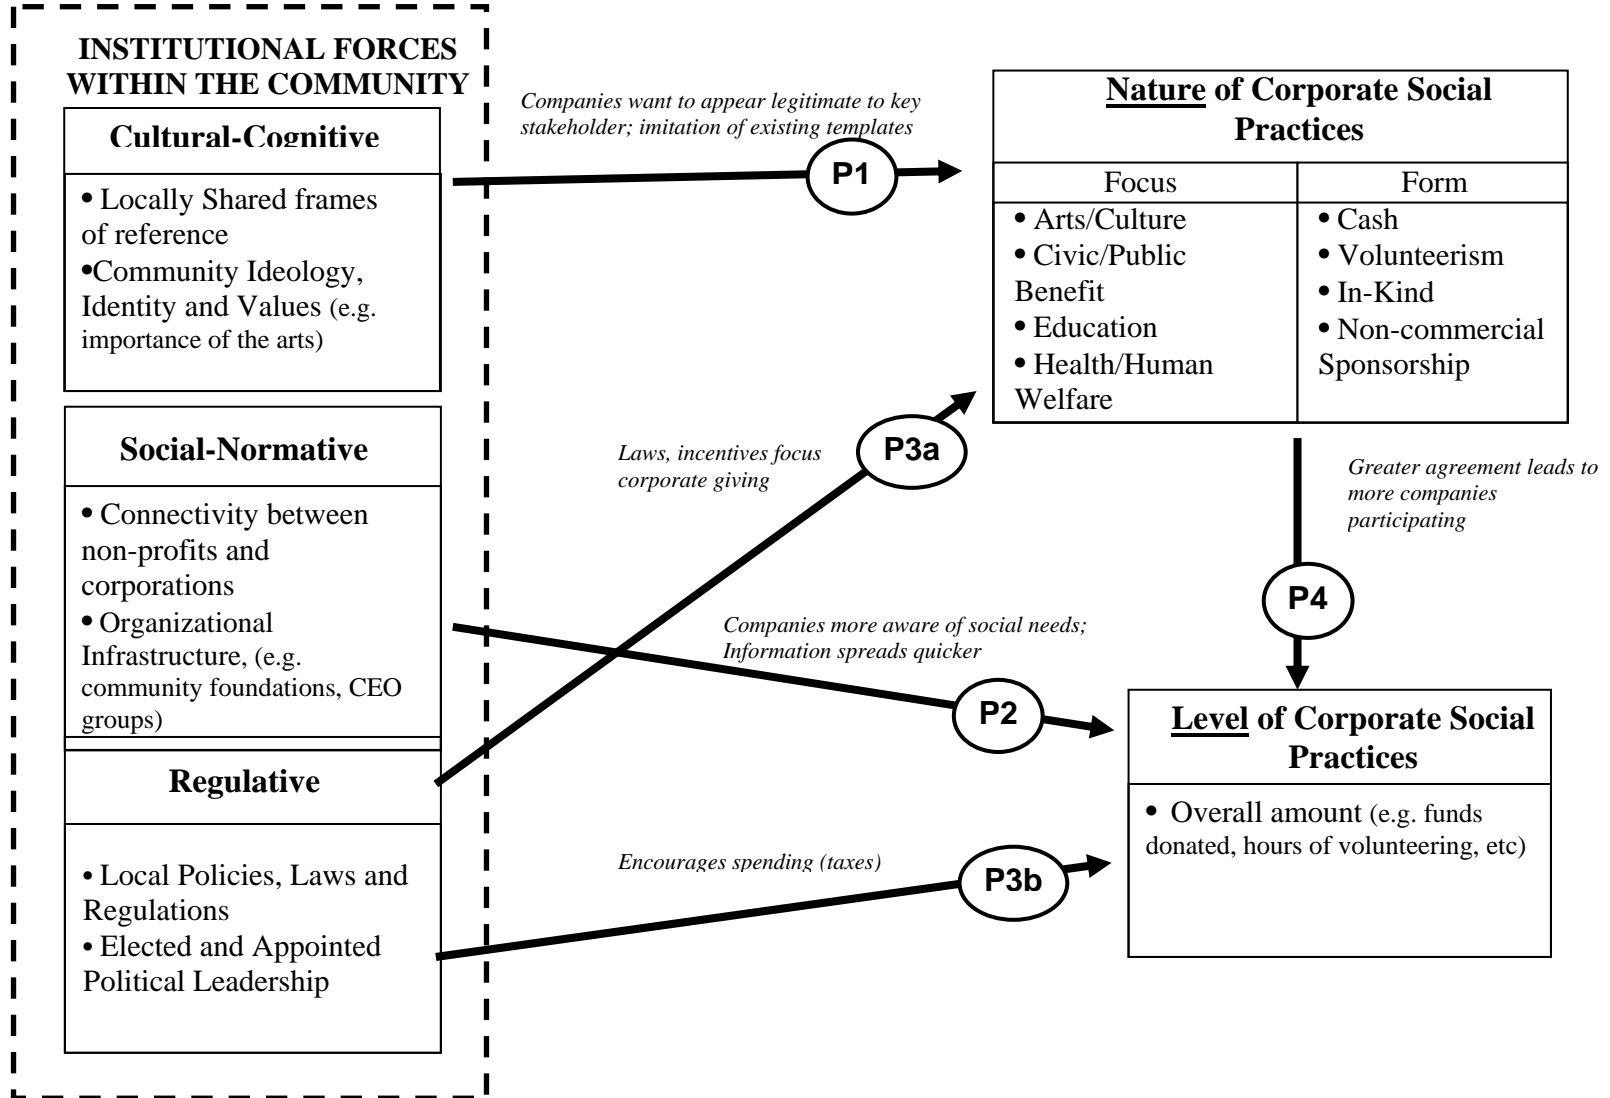 INSTITUTIONAL FORCES
WITHIN THE COMMUNITY
Cultural-Cognitive
• Locally Shared frames
of reference
•Community Ideology,
Identity and Values (e.g.
importance of the arts)
Social-Normative
• Connectivity between
non-profits and
corporations
• Organizational
Infrastructure, (e.g.
community foundations, CEO
groups)
Regulative
• Local Policies, Laws and
Regulations
• Elected and Appointed
Political Leadership
Companies want to appear legitimate to key
stakeholder; imitation of existing templates
P1
Laws, incentives focus
corporate giving
P3a
Companies more aware of social needs;
Information spreads quicker
P2
Encourages spending (taxes)
P3b
Nature of Corporate Social
Practices
Focus
• Arts/Culture
• Civic/Public
Benefit
• Education
• Health/Human
Welfare
Form
• Cash
• Volunteerism
• In-Kind
• Non-commercial
Sponsorship
Greater agreement leads to
more companies
participating
P4
Level of Corporate Social
Practices
• Overall amount (e.g. funds
donated, hours of volunteering, etc)